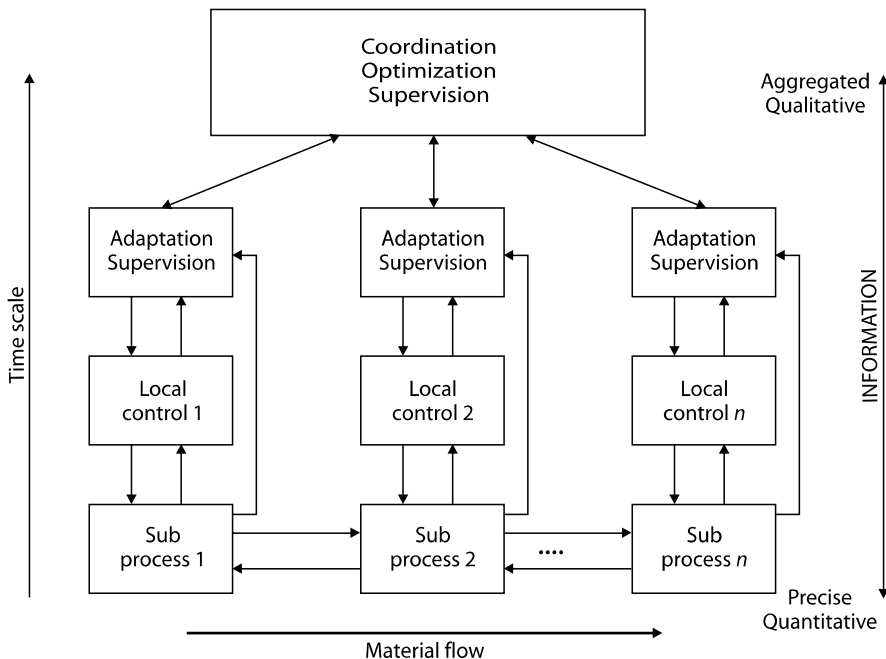 Coordination
Optimization
Supervision
Aggregated
Qualitative
Adaptation
Supervision
Adaptation
Supervision
Adaptation
Supervision
Time scale
INFORMATION
Local
control 1
Local
control 2
Local
control n
Sub
process 1
Sub
process 2
....
Sub
process n
Precise
Quantitative
Material flow